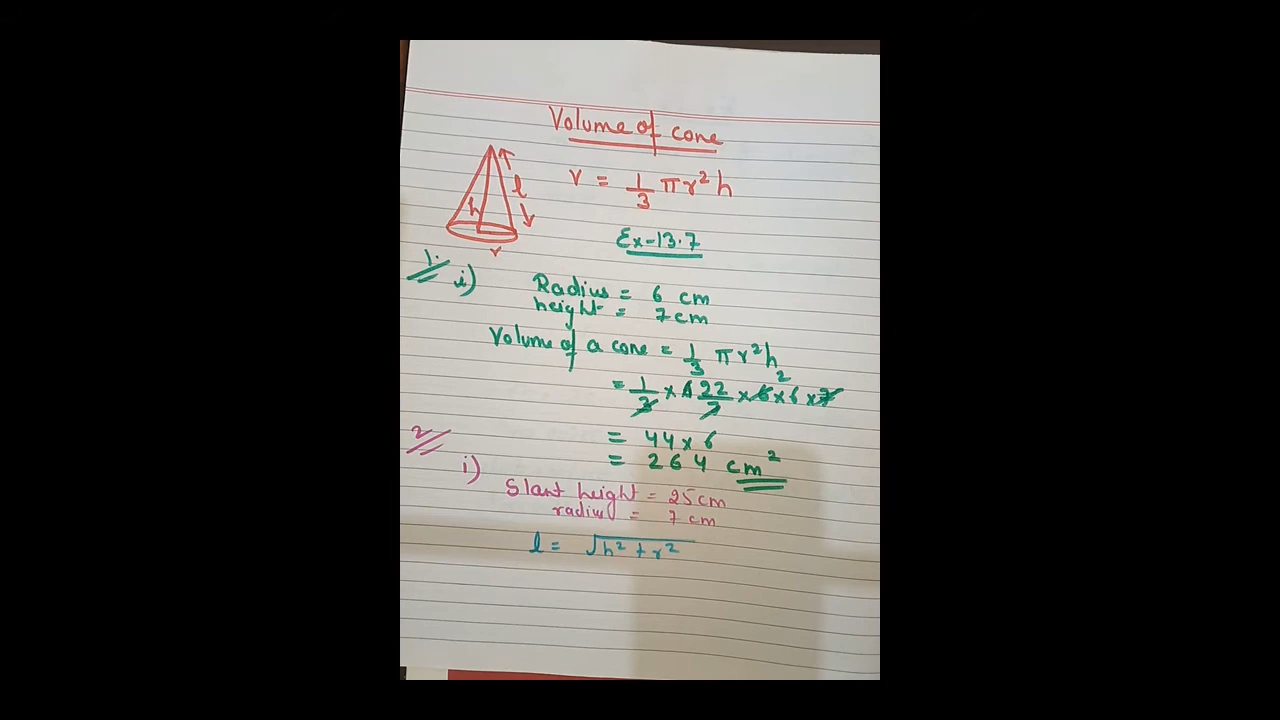 Volume of cone
V = 1/3 πr²h
l
h
r
Ex-13.7
1.
i) Radius = 6 cm
height = 7cm
Volume of a cone = 1/3 πr²h
= 1/3 × 22/7 × 6 2 × 6 × 7
= 44 × 6
= 264 cm²
2
i) Slant height = 25cm
radius = 7 cm
l = √h² + r²